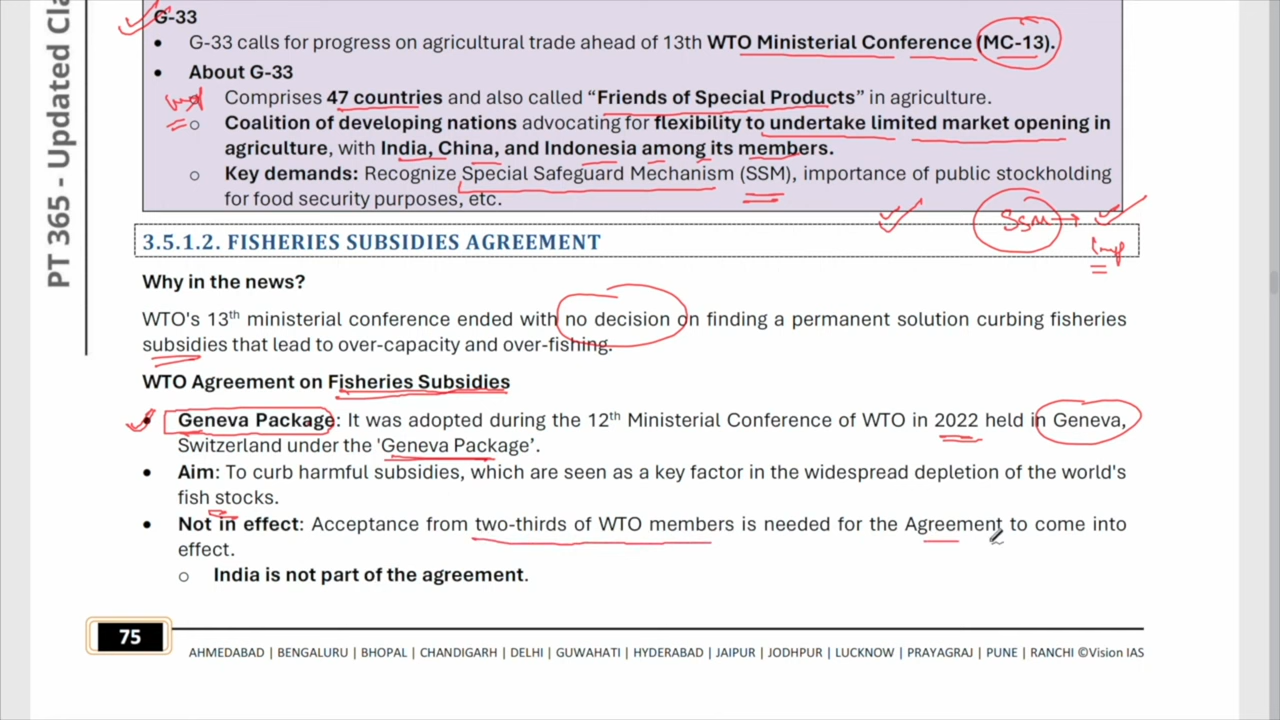 G-33
• G-33 calls for progress on agricultural trade ahead of 13th WTO Ministerial Conference (MC-13).
• About G-33
Imp
Comprises 47 countries and also called “Friends of Special Products” in agriculture.
○ Coalition of developing nations advocating for flexibility to undertake limited market opening in
agriculture, with India, China, and Indonesia among its members.
○ Key demands: Recognize Special Safeguard Mechanism (SSM), importance of public stockholding
for food security purposes, etc.
SSM →
Imp
3.5.1.2. FISHERIES SUBSIDIES AGREEMENT
Why in the news?
WTO's 13th ministerial conference ended with no decision on finding a permanent solution curbing fisheries
subsidies that lead to over-capacity and over-fishing.
WTO Agreement on Fisheries Subsidies
• Geneva Package: It was adopted during the 12th Ministerial Conference of WTO in 2022 held in Geneva,
Switzerland under the 'Geneva Package’.
• Aim: To curb harmful subsidies, which are seen as a key factor in the widespread depletion of the world's
fish stocks.
• Not in effect: Acceptance from two-thirds of WTO members is needed for the Agreement to come into
effect.
○ India is not part of the agreement.
75
AHMEDABAD | BENGALURU | BHOPAL | CHANDIGARH | DELHI | GUWAHATI | HYDERABAD | JAIPUR | JODHPUR | LUCKNOW | PRAYAGRAJ | PUNE | RANCHI ©Vision IAS
PT 365 - Updated Cla